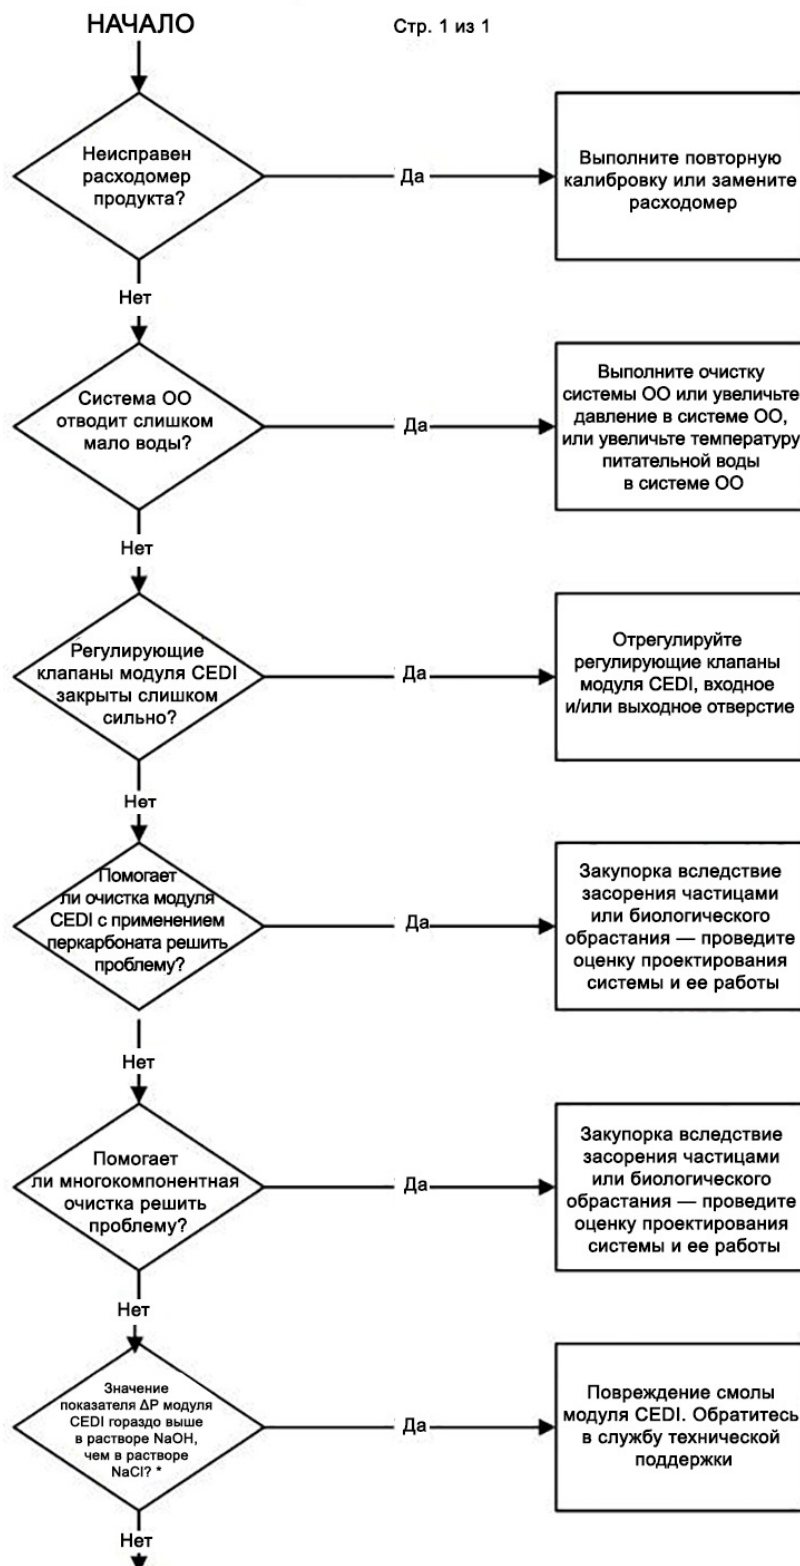 НАЧАЛО
Стр. 1 из 1
Неисправен
расходомер
продукта?
Да
Выполните повторную
калибровку или замените
расходомер
Нет
Система ОО
отводит слишком
мало воды?
Да
Выполните очистку
системы ОО или увеличьте
давление в системе ОО,
или увеличьте температуру
питательной воды
в системе ОО
Нет
Регулирующие
клапаны модуля CEDI
закрыты слишком
сильно?
Да
Отрегулируйте
регулирующие клапаны
модуля CEDI, входное
и/или выходное отверстие
Нет
Помогает
ли очистка модуля
CEDI с применением
перкарбоната решить
проблему?
Да
Закупорка вследствие
засорения частицами
или биологического
обрастания — проведите
оценку проектирования
системы и ее работы
Нет
Помогает
ли многокомпонентная
очистка решить
проблему?
Да
Закупорка вследствие
засорения частицами
или биологического
обрастания — проведите
оценку проектирования
системы и ее работы
Нет
Значение
показателя ΔP модуля
CEDI гораздо выше
в растворе NaOH,
чем в растворе
NaCl? *
Да
Повреждение смолы
модуля CEDI. Обратитесь
в службу технической
поддержки
Нет